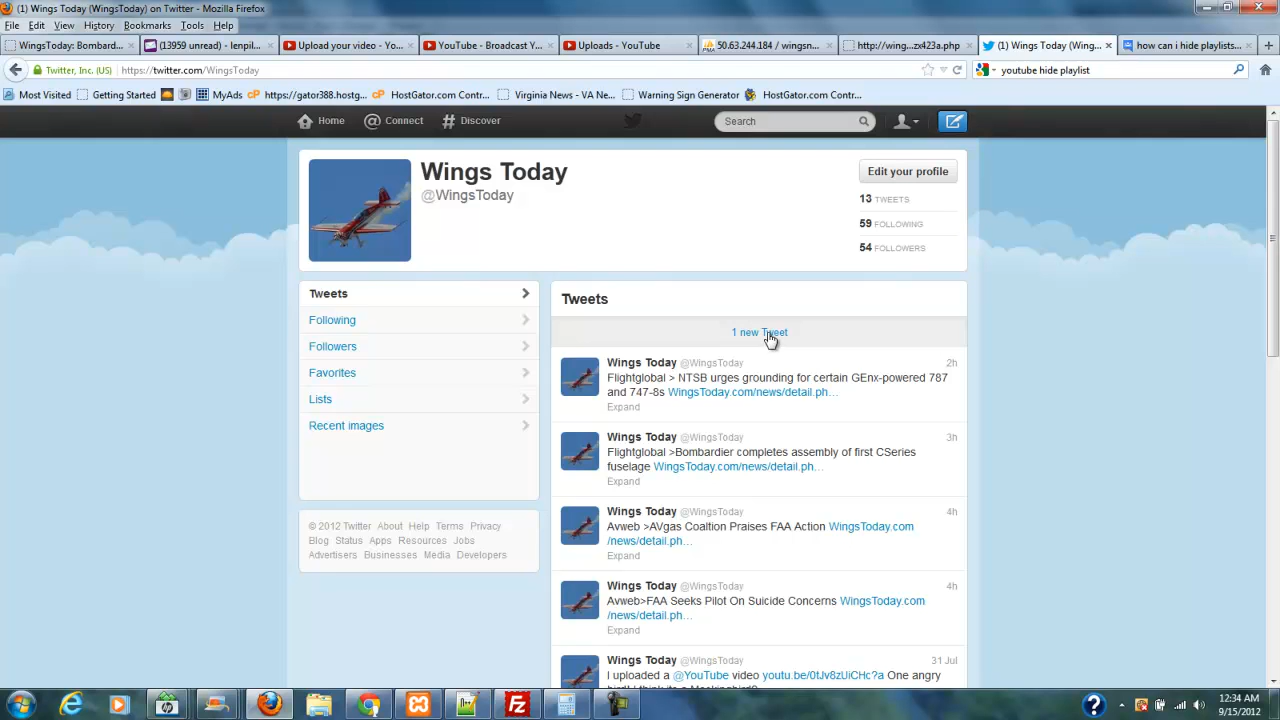 (1) Wings Today (WingsToday) on Twitter - Mozilla Firefox
File Edit View History Bookmarks Tools Help
WingsToday: Bombard... × (13959 unread) - lenpil... × Upload your video - Yo... × YouTube - Broadcast Y... × Uploads - YouTube × 50.63.244.184 / wingsn... × http://wing...zx423a.php × (1) Wings Today (Wing... × how can i hide playlists... × +
Twitter, Inc. (US) https://twitter.com/WingsToday youtube hide playlist
Most Visited Getting Started MyAds https://gator388.hostg... HostGator.com Contr... Virginia News - VA Ne... Warning Sign Generator HostGator.com Contr...
Home @ Connect # Discover Search
Wings Today
@WingsToday
Edit your profile
13 TWEETS
59 FOLLOWING
54 FOLLOWERS
Tweets
Following
Followers
Favorites
Lists
Recent images
© 2012 Twitter About Help Terms Privacy
Blog Status Apps Resources Jobs
Advertisers Businesses Media Developers
Tweets
1 new Tweet
Wings Today @WingsToday 2h
Flightglobal > NTSB urges grounding for certain GEnx-powered 787
and 747-8s WingsToday.com/news/detail.ph...
Expand
Wings Today @WingsToday 3h
Flightglobal >Bombardier completes assembly of first CSeries
fuselage WingsToday.com/news/detail.ph...
Expand
Wings Today @WingsToday 4h
Avweb >AVgas Coaltion Praises FAA Action WingsToday.com
/news/detail.ph...
Expand
Wings Today @WingsToday 4h
Avweb>FAA Seeks Pilot On Suicide Concerns WingsToday.com
/news/detail.ph...
Expand
Wings Today @WingsToday 31 Jul
I uploaded a @YouTube video youtu.be/0tJv8zUiCHc?a One angry
12:34 AM
9/15/2012